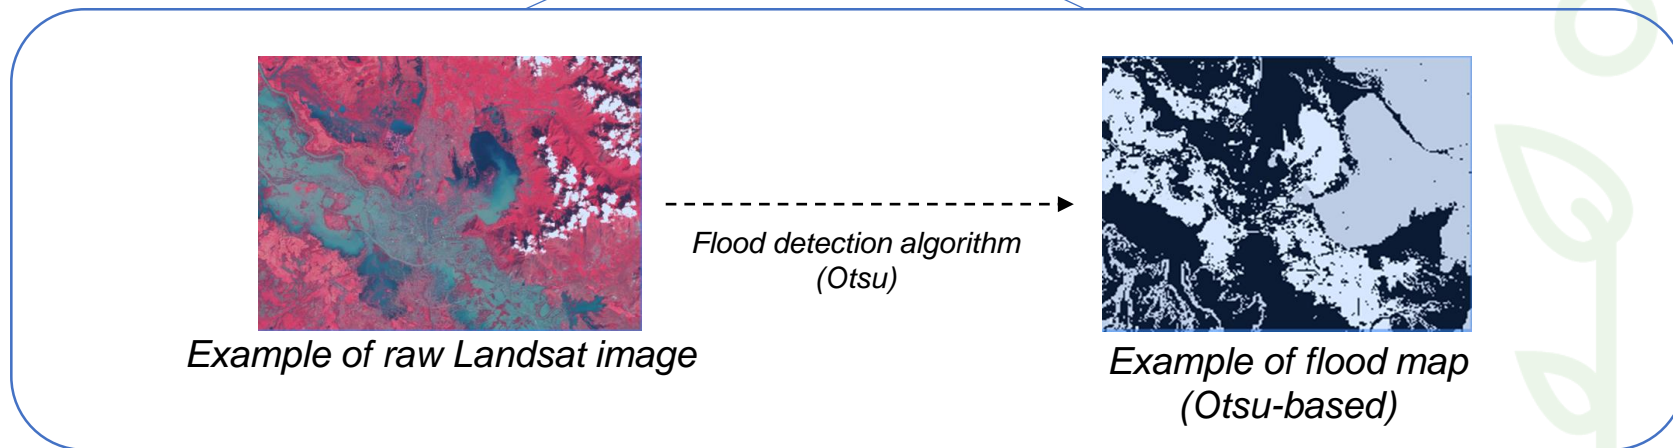 Flood detection algorithm
(Otsu)
Example of raw Landsat image
Example of flood map
(Otsu-based)